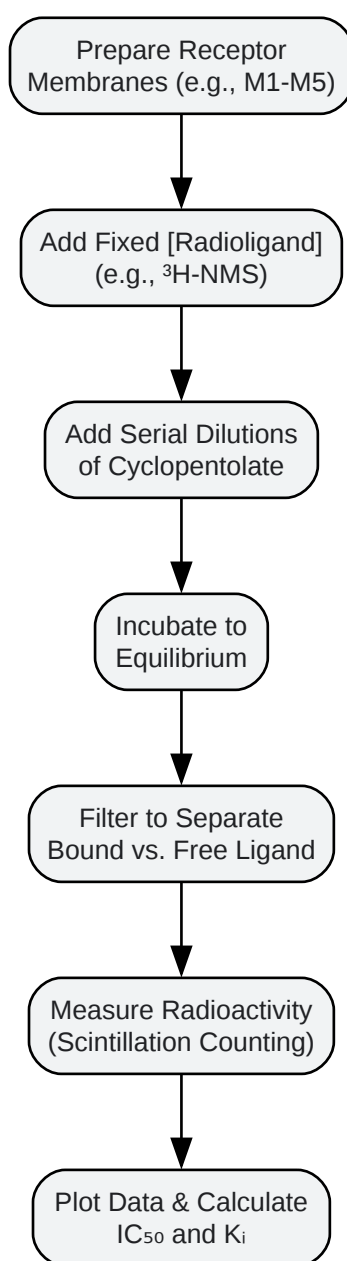 Prepare Receptor
Membranes (e.g., M1-M5)
Add Fixed [Radioligand]
(e.g., ³H-NMS)
Add Serial Dilutions
of Cyclopentolate
Incubate to
Equilibrium
Filter to Separate
Bound vs. Free Ligand
Measure Radioactivity
(Scintillation Counting)
Plot Data & Calculate
IC₅₀ and Kᵢ